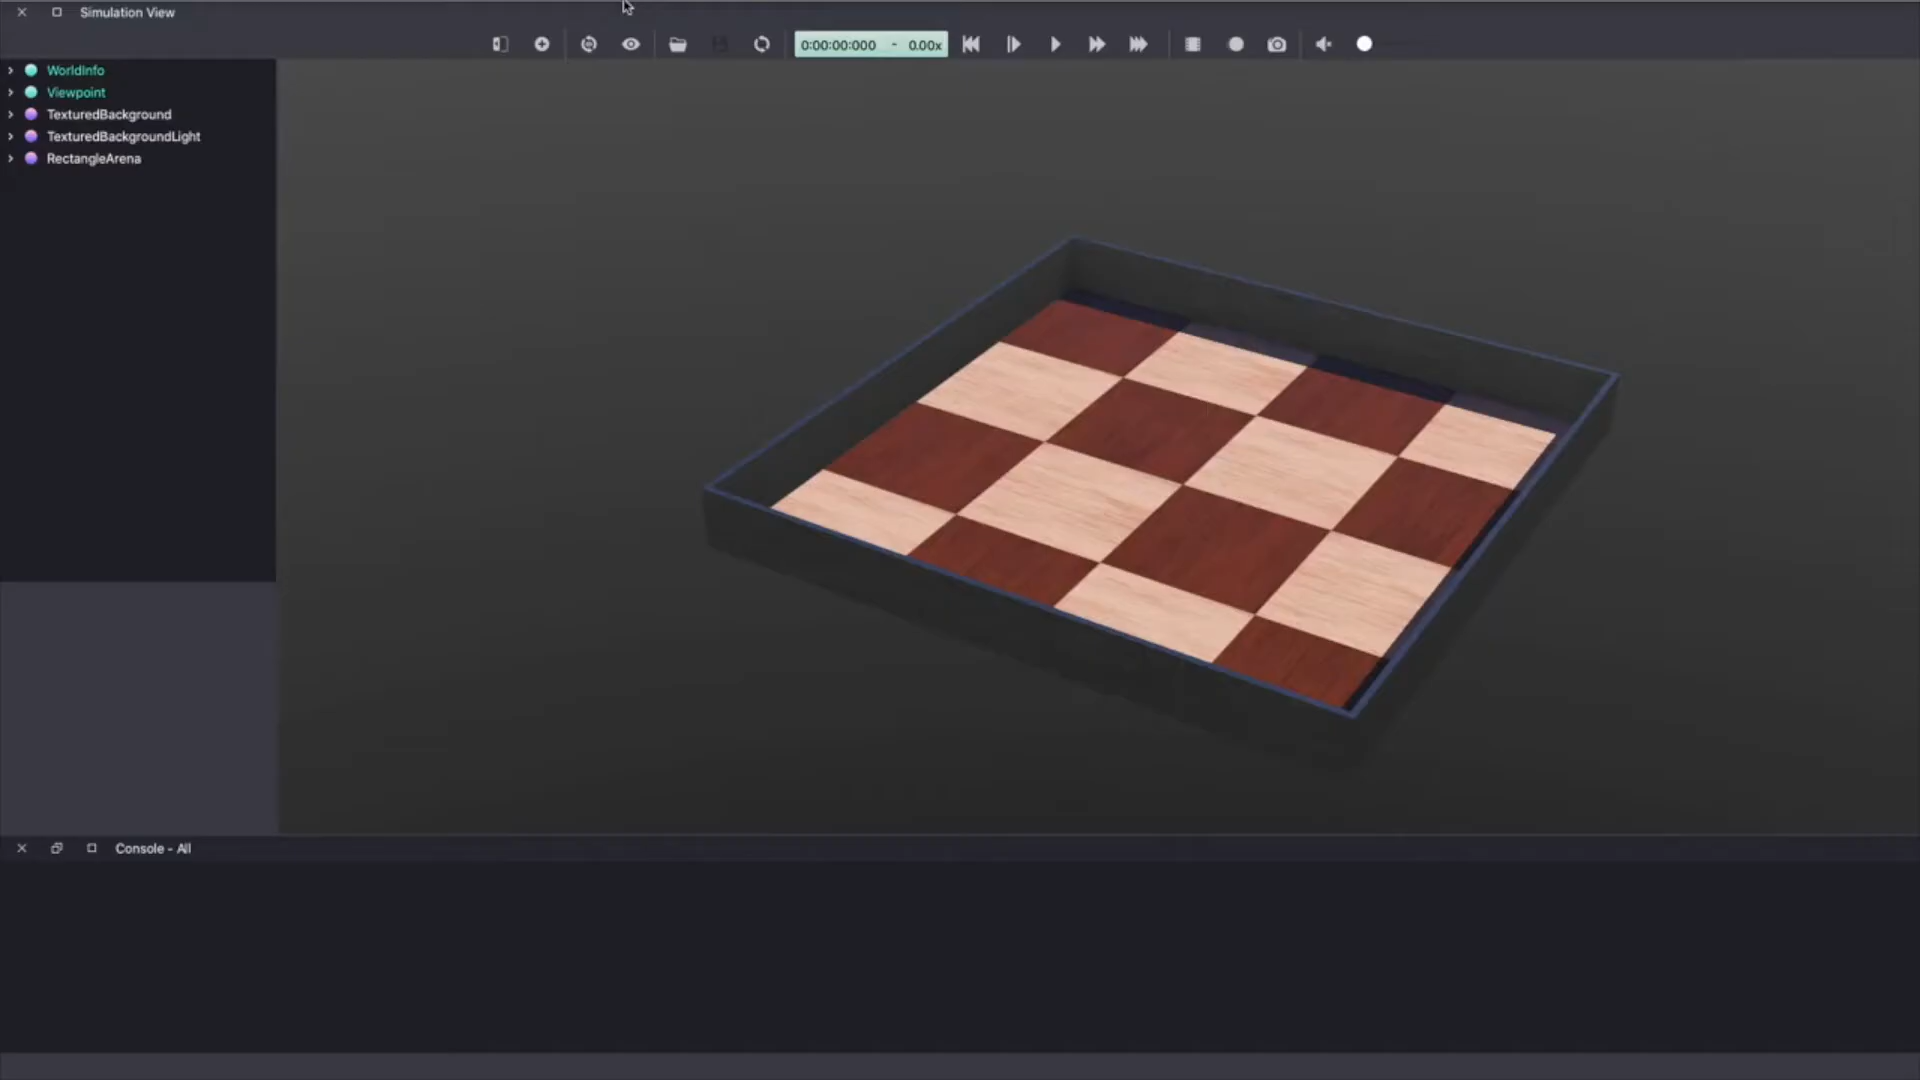 Simulation View
0:00:00:000 - 0.00x
WorldInfo
Viewpoint
TexturedBackground
TexturedBackgroundLight
RectangleArena
Console - All